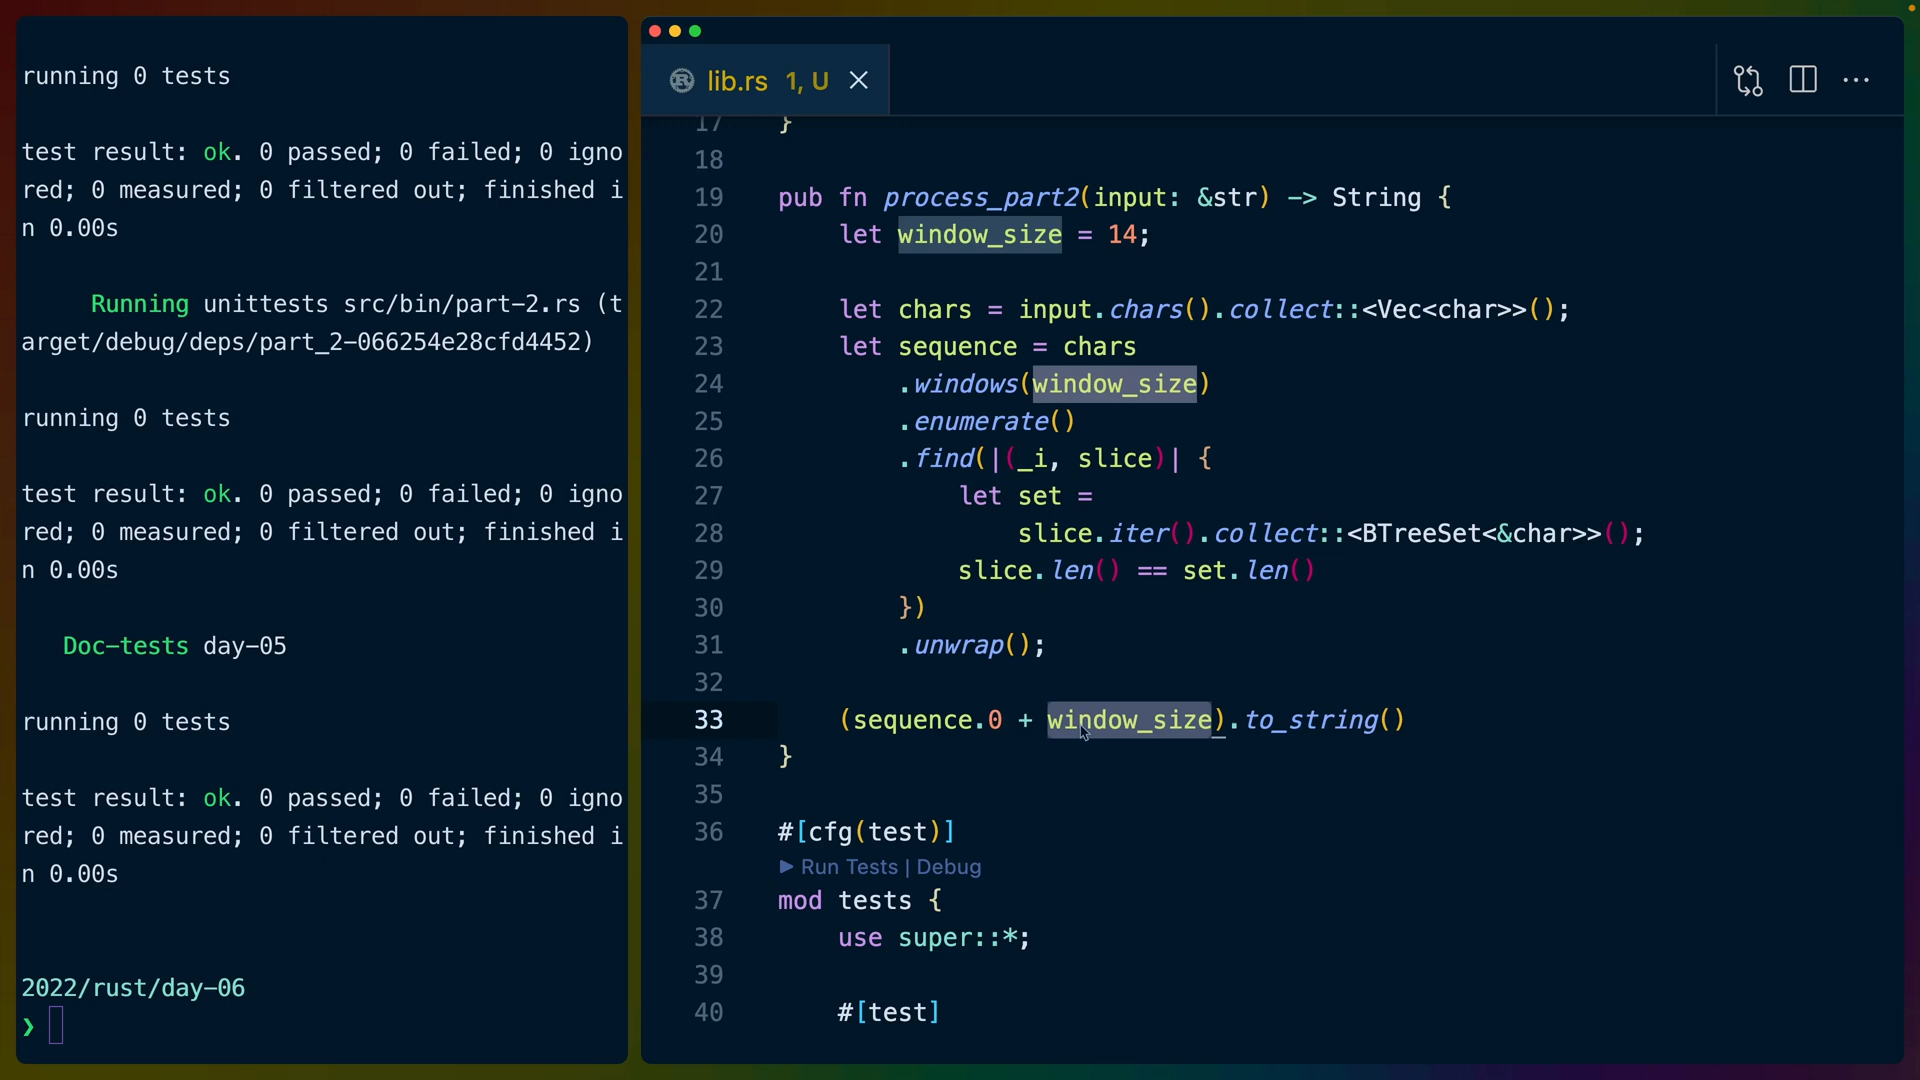 running 0 tests
test result: ok. 0 passed; 0 failed; 0 igno
red; 0 measured; 0 filtered out; finished i
n 0.00s
Running unittests src/bin/part-2.rs (t
arget/debug/deps/part_2-066254e28cfd4452)
running 0 tests
test result: ok. 0 passed; 0 failed; 0 igno
red; 0 measured; 0 filtered out; finished i
n 0.00s
Doc-tests day-05
running 0 tests
test result: ok. 0 passed; 0 failed; 0 igno
red; 0 measured; 0 filtered out; finished i
n 0.00s
2022/rust/day-06
❯
lib.rs 1, U
17 }
18
19 pub fn process_part2(input: &str) -> String {
20     let window_size = 14;
21
22     let chars = input.chars().collect::<Vec<char>>();
23     let sequence = chars
24         .windows(window_size)
25         .enumerate()
26         .find(|(_i, slice)| {
27             let set =
28                 slice.iter().collect::<BTreeSet<&char>>();
29             slice.len() == set.len()
30         })
31         .unwrap();
32
33     (sequence.0 + window_size).to_string()
34 }
35
36 #[cfg(test)]
▶ Run Tests | Debug
37 mod tests {
38     use super::*;
39
40     #[test]